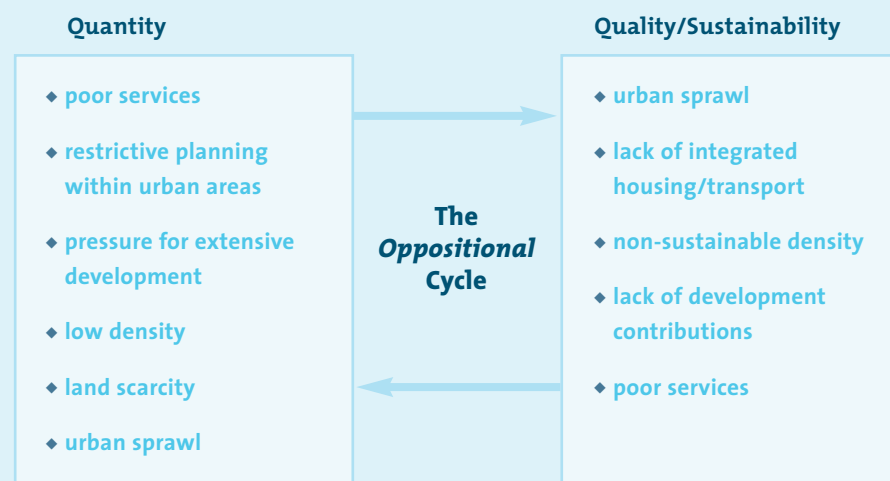 Quantity
◆ poor services
◆ restrictive planning
within urban areas
◆ pressure for extensive
development
◆ low density
◆ land scarcity
◆ urban sprawl
The
Oppositional
Cycle
Quality/Sustainability
◆ urban sprawl
◆ lack of integrated
housing/transport
◆ non-sustainable density
◆ lack of development
contributions
◆ poor services